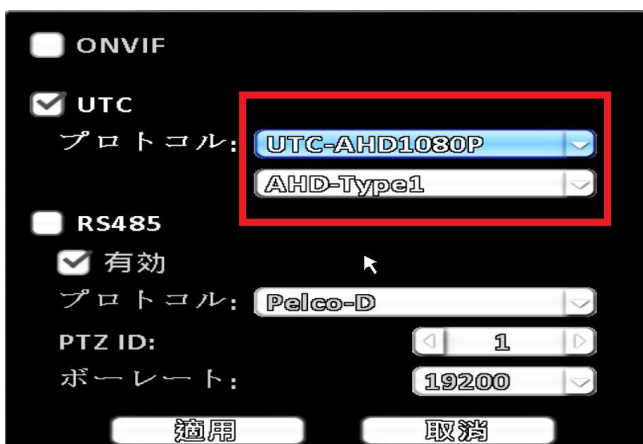 ONVIF
UTC
プロトコル: UTC-AHD1080P
AHD-Type1
RS485
有効
プロトコル: Pelco-D
PTZ ID: 1
ボーレート: 19200
適用 取消